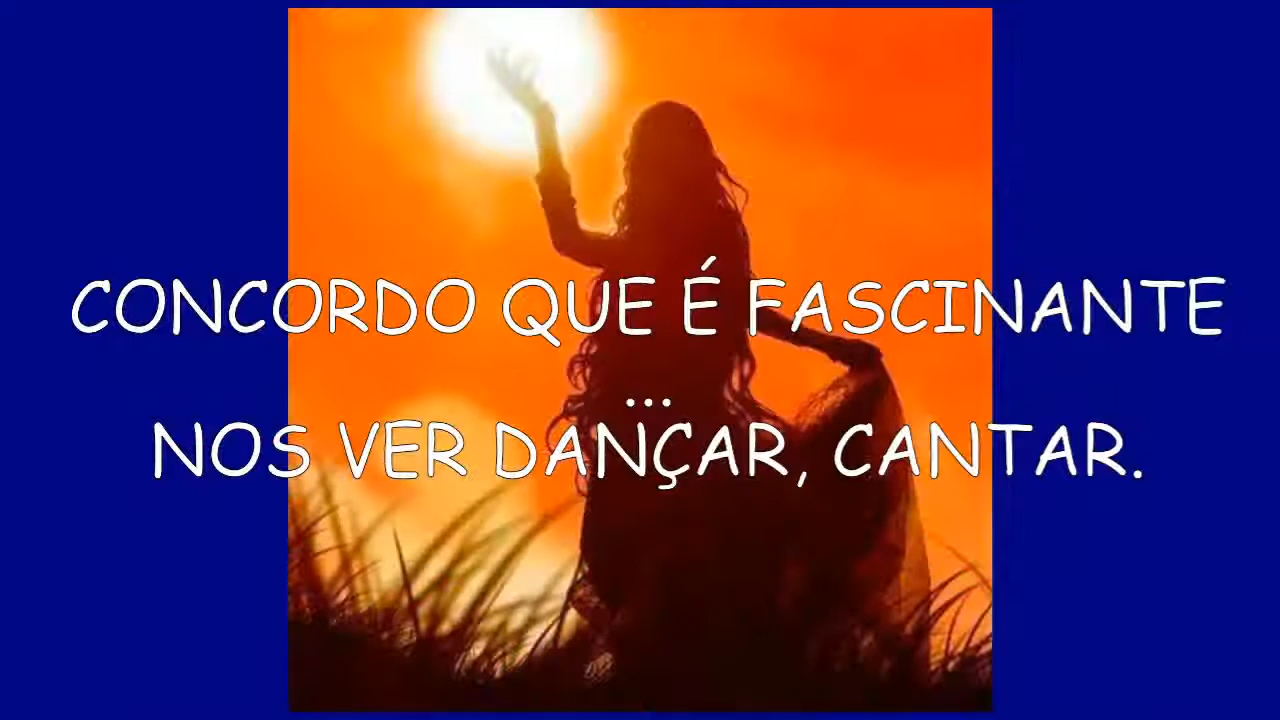 CONCORDO QUE É FASCINANTE
...
NOS VER DANÇAR, CANTAR.